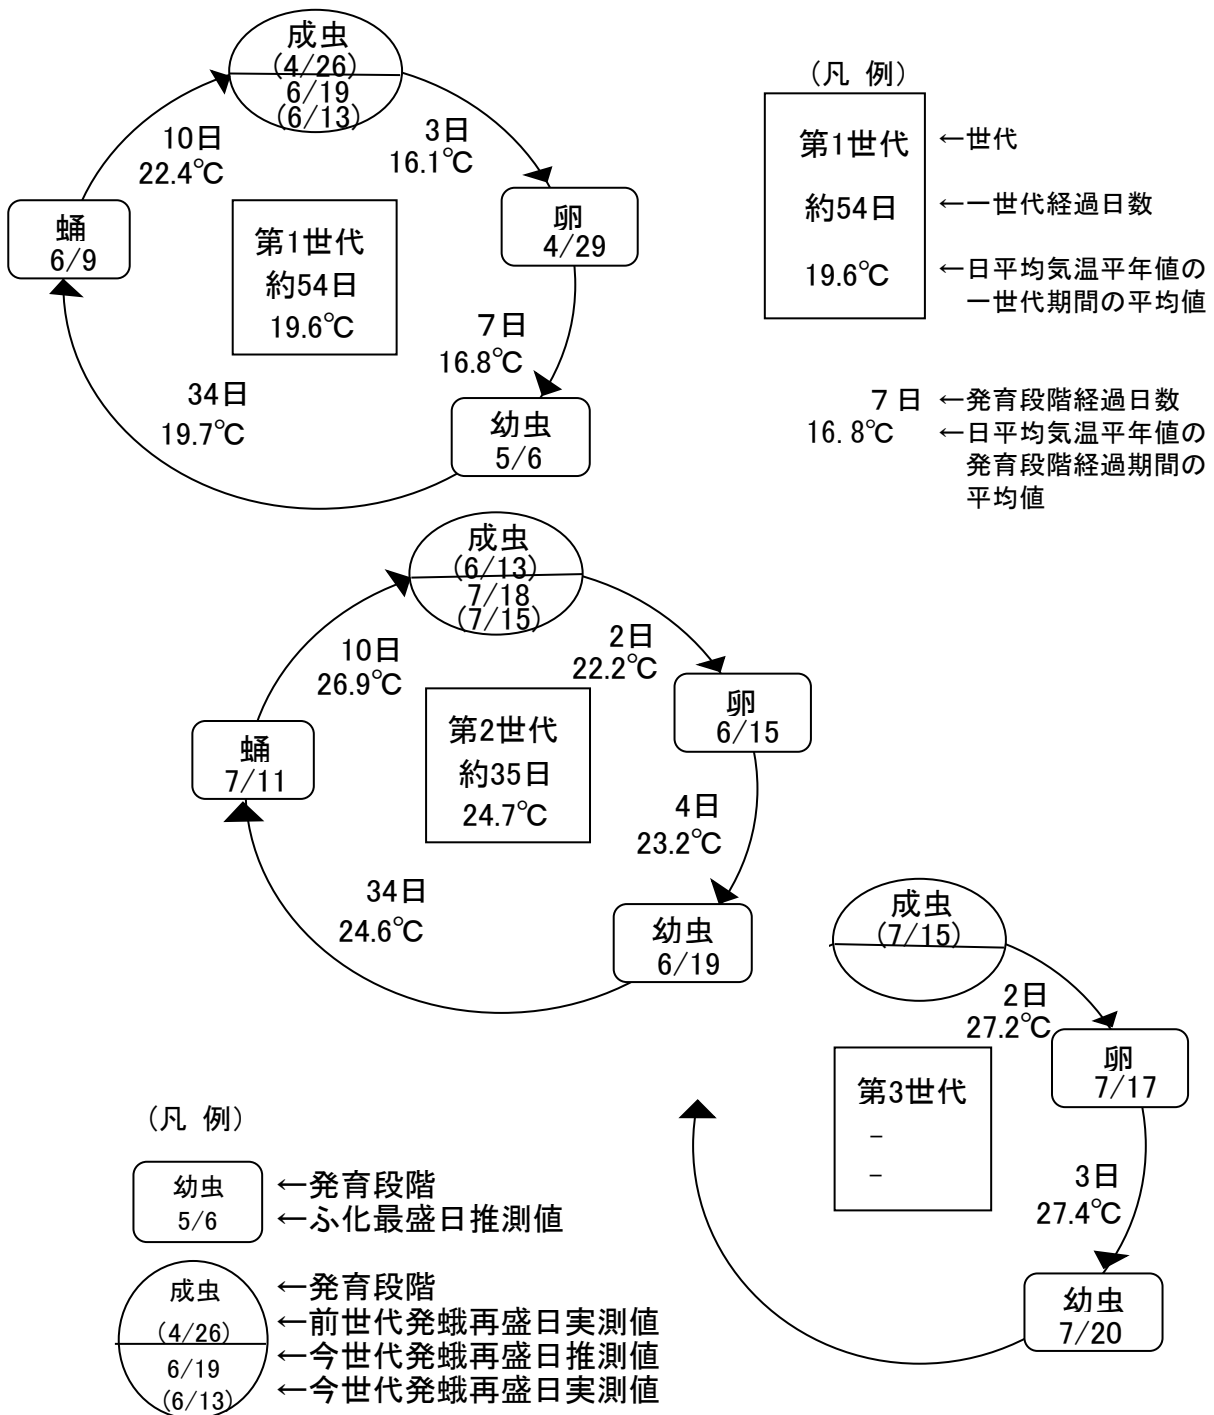 成虫
(4/26)
6/19
(6/13)
10日
22.4℃
3日
16.1℃
蛹
6/9
卵
4/29
第1世代
約54日
19.6℃
7日
16.8℃
34日
19.7℃
幼虫
5/6
(凡 例)
第1世代 ←世代
約54日 ←一世代経過日数
19.6℃ ←日平均気温平年値の
一世代期間の平均値
7日 ←発育段階経過日数
16.8℃ ←日平均気温平年値の
発育段階経過期間の
平均値
成虫
(6/13)
7/18
(7/15)
10日
26.9℃
2日
22.2℃
蛹
7/11
卵
6/15
第2世代
約35日
24.7℃
4日
23.2℃
34日
24.6℃
幼虫
6/19
成虫
(7/15)
2日
27.2℃
卵
7/17
第3世代
-
-
3日
27.4℃
幼虫
7/20
(凡 例)
幼虫 ←発育段階
5/6 ←ふ化最盛日推測値
成虫 ←発育段階
(4/26) ←前世代発蛾再盛日実測値
6/19 ←今世代発蛾再盛日推測値
(6/13) ←今世代発蛾再盛日実測値